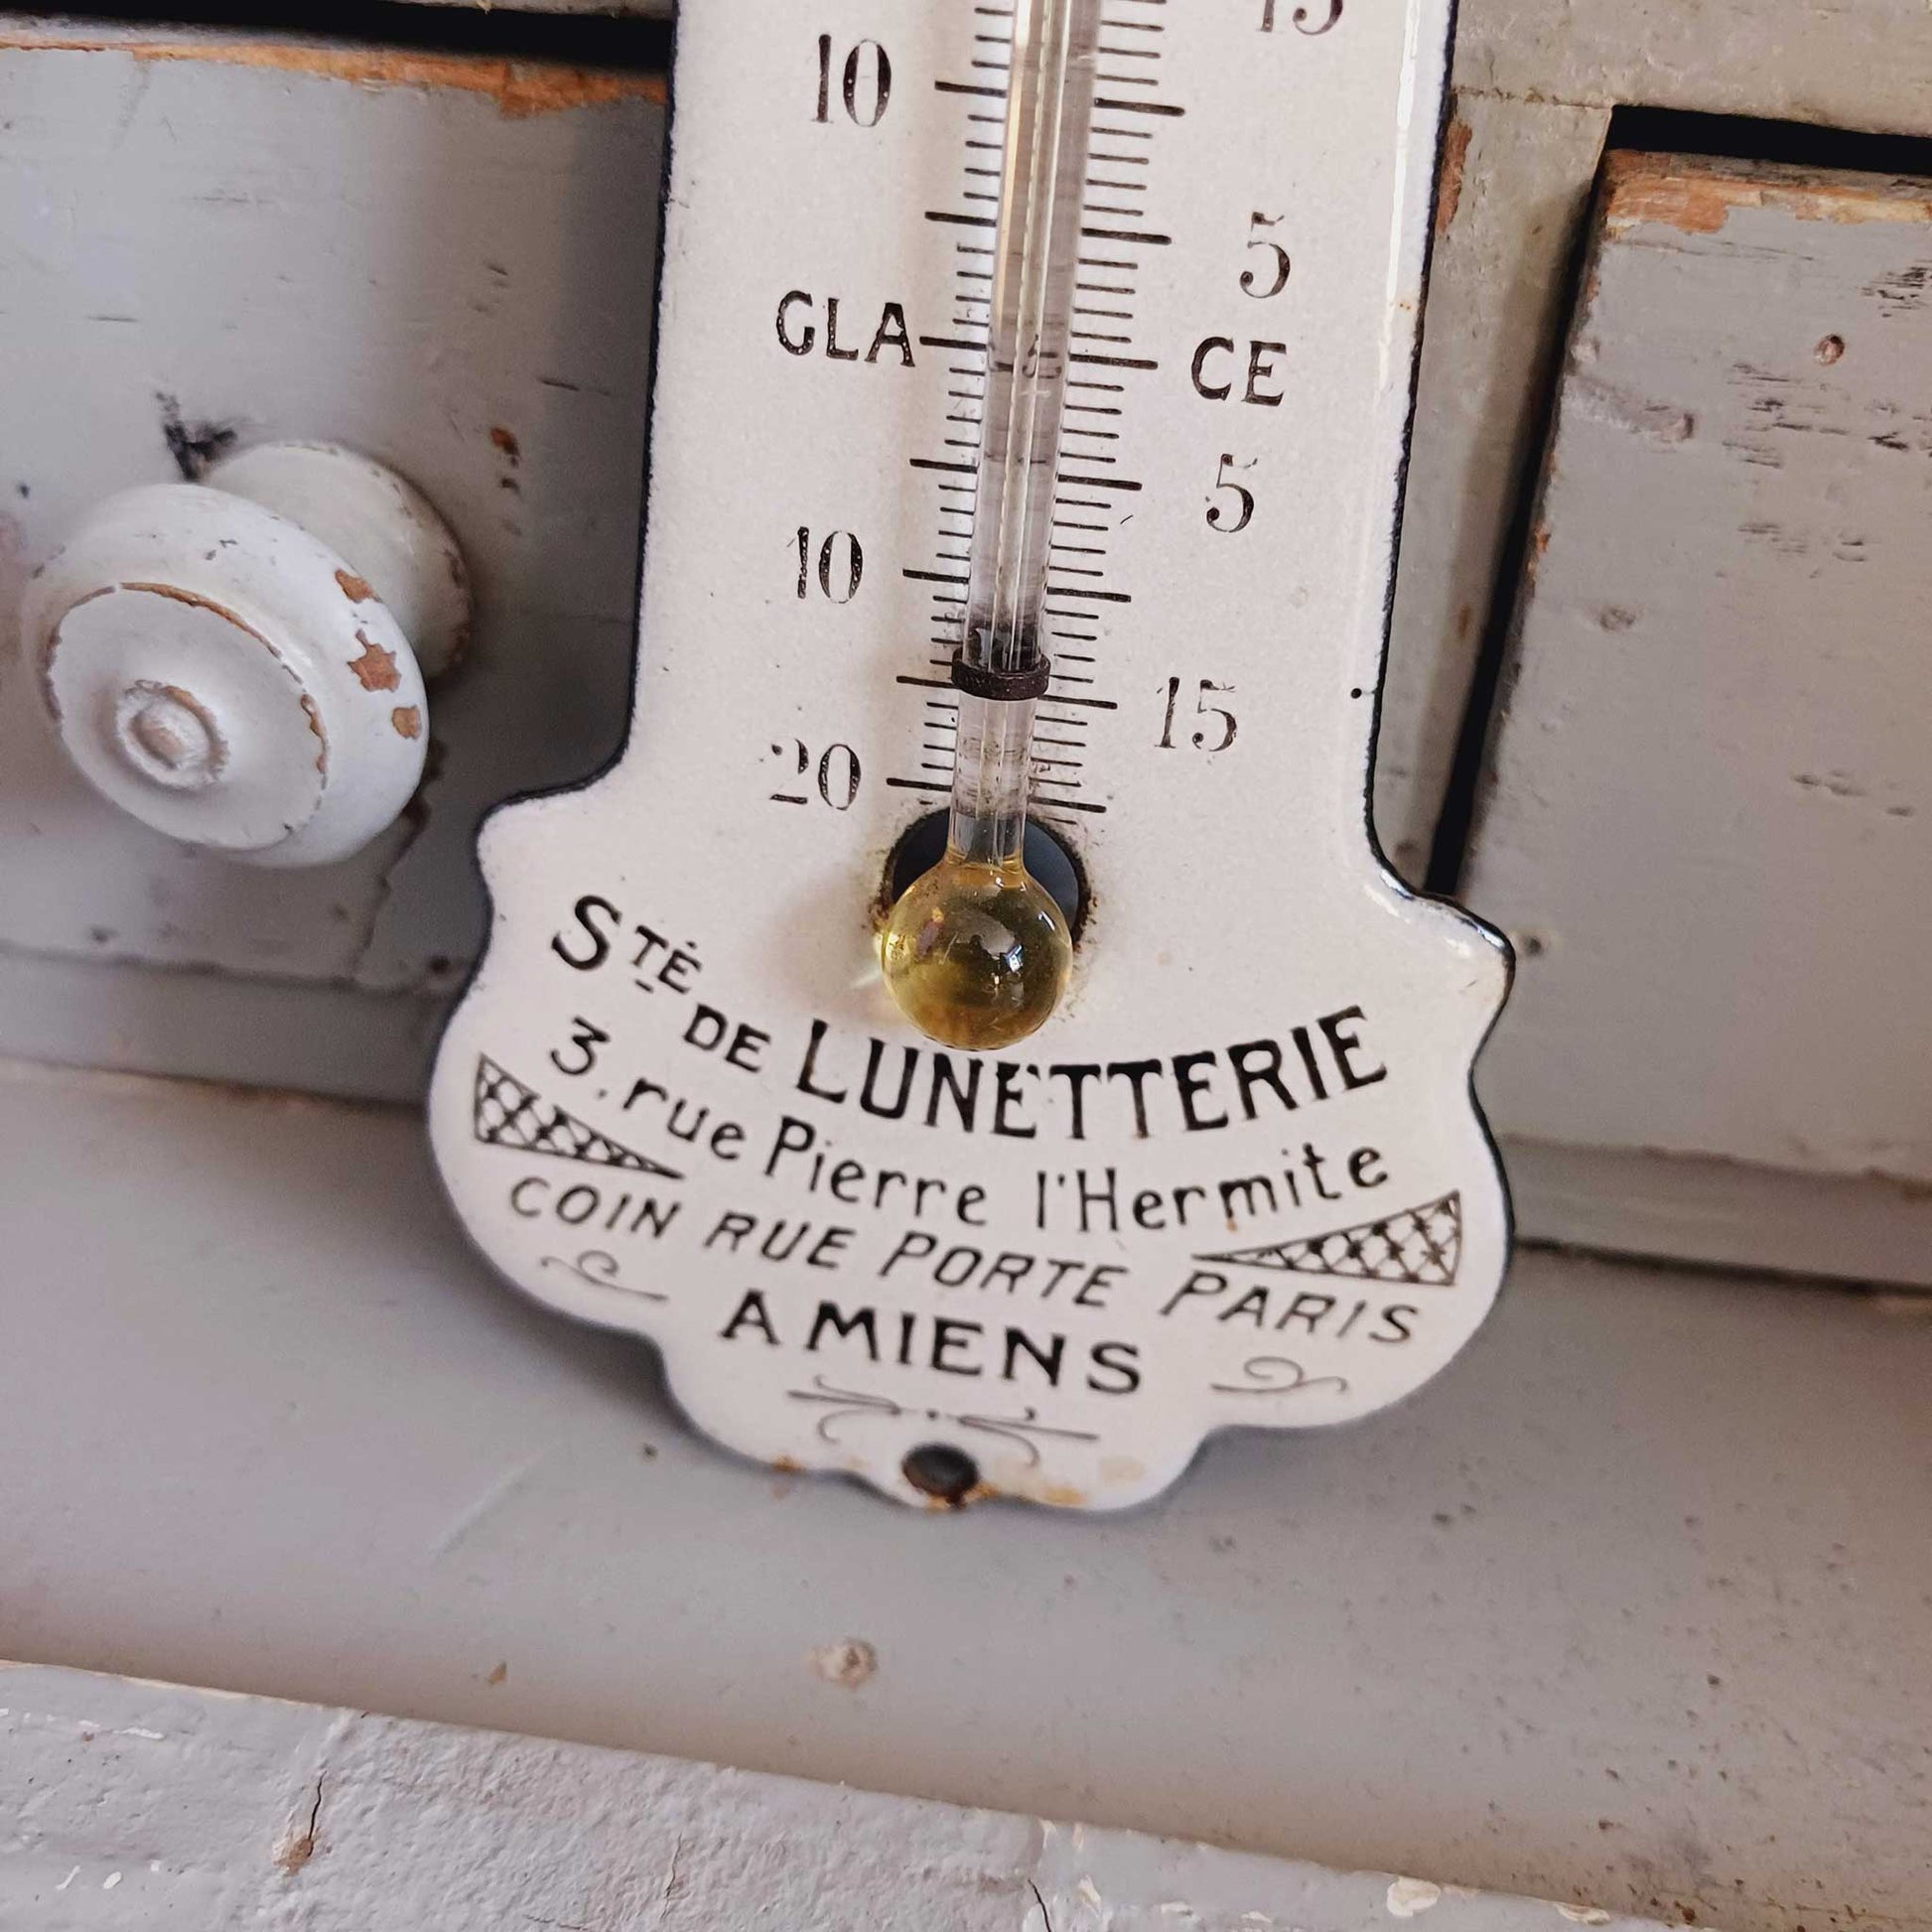 15
10
5
GLA CE
5
10
15
20
STÉ DE LUNETTERIE
3, rue Pierre l'Hermite
COIN RUE PORTE PARIS
AMIENS